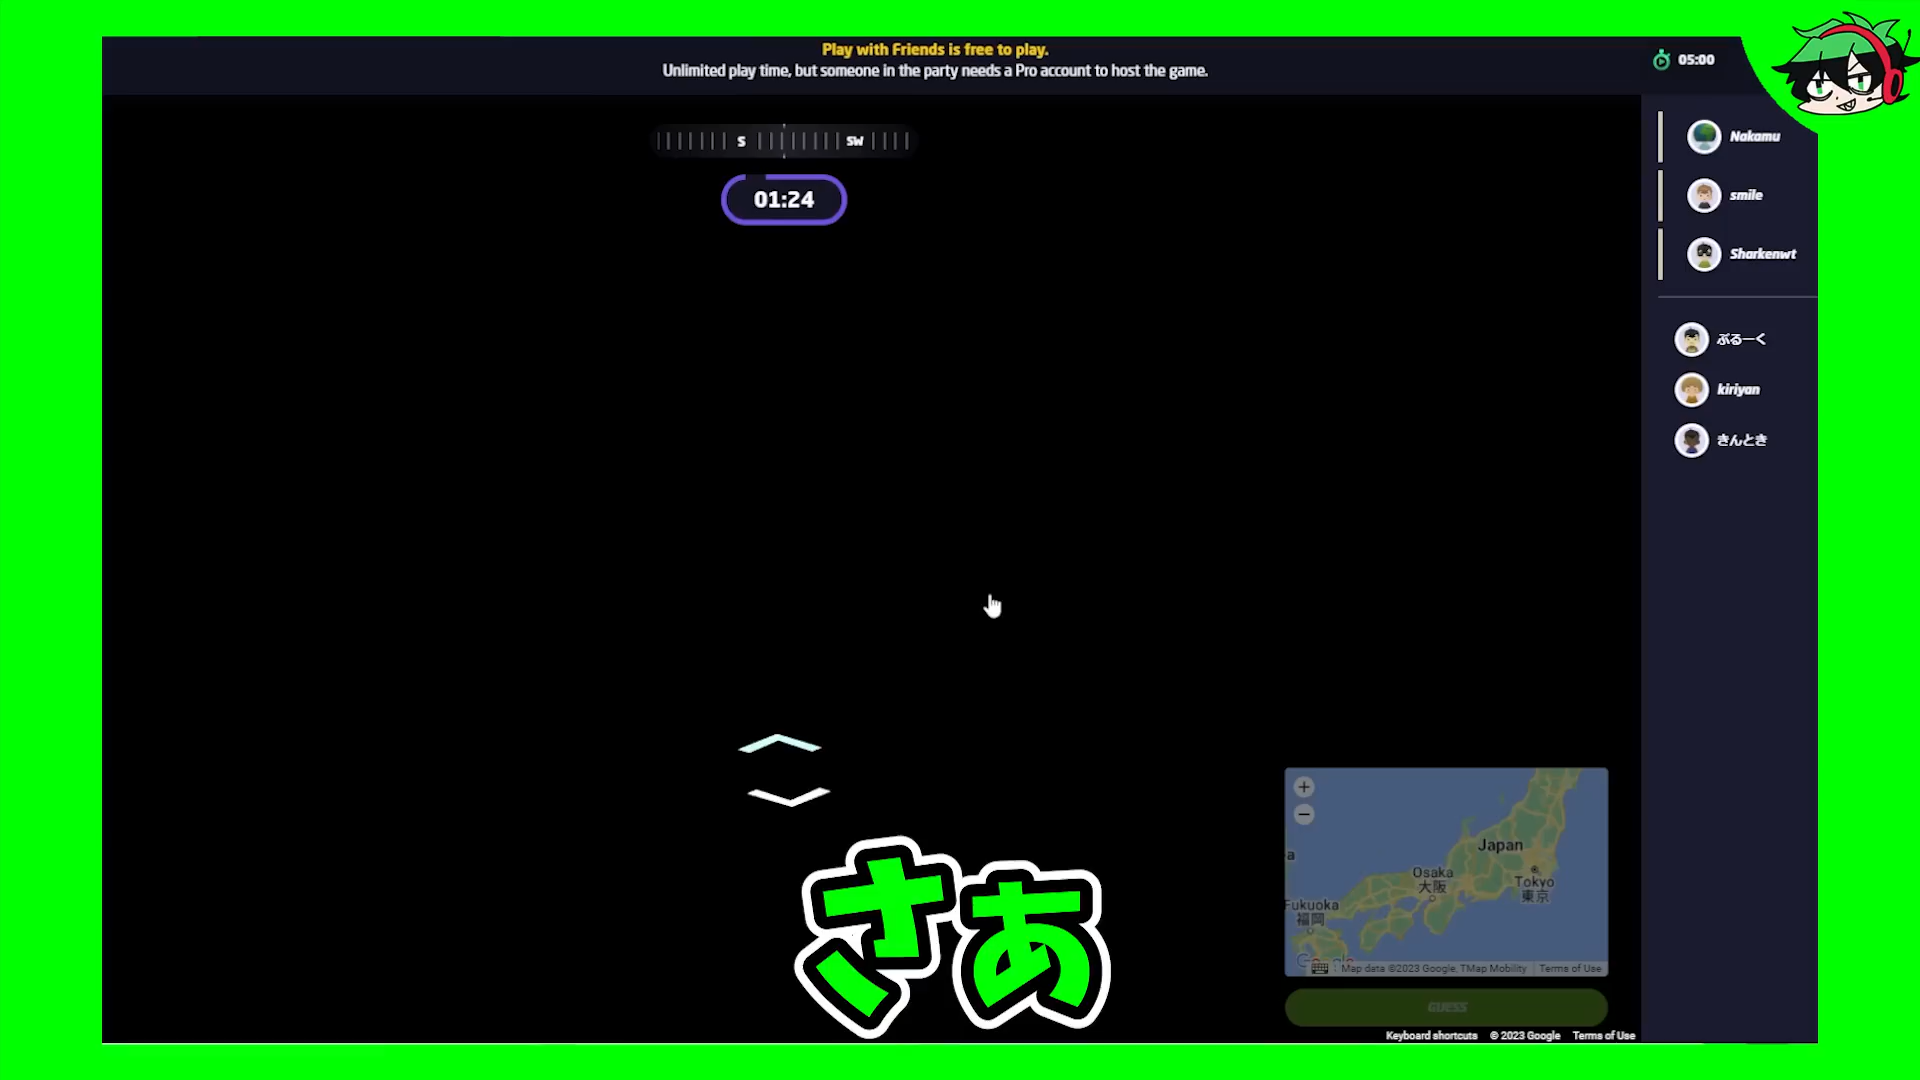 Play with Friends is free to play.
Unlimited play time, but someone in the party needs a Pro account to host the game.
05:00
S SW
01:24
Nakamu
smile
Sharkenwt
ぶるーく
kiriyan
きんとき
Japan
Osaka
大阪
Tokyo
東京
Fukuoka
福岡
a
Google
Map data ©2023 Google, TMap Mobility
Terms of Use
GUESS
Keyboard shortcuts
© 2023 Google
Terms of Use
さぁ